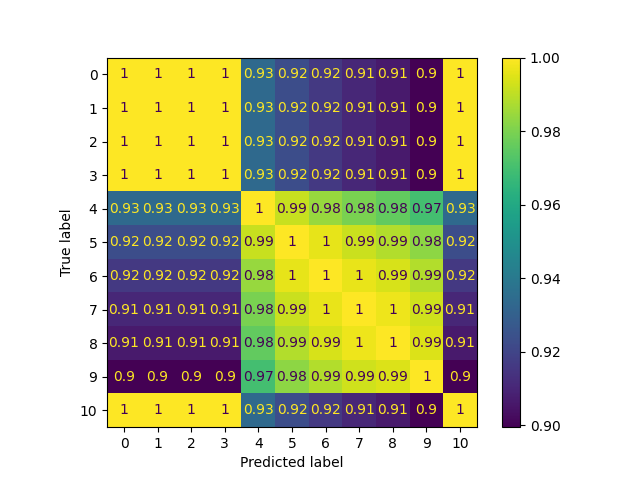 0 1 1 1 1 0.93 0.92 0.92 0.91 0.91 0.9 1
1 1 1 1 1 0.93 0.92 0.92 0.91 0.91 0.9 1
2 1 1 1 1 0.93 0.92 0.92 0.91 0.91 0.9 1
3 1 1 1 1 0.93 0.92 0.92 0.91 0.91 0.9 1
4 0.93 0.93 0.93 0.93 1 0.99 0.98 0.98 0.98 0.97 0.93
5 0.92 0.92 0.92 0.92 0.99 1 1 0.99 0.99 0.98 0.92
6 0.92 0.92 0.92 0.92 0.98 1 1 1 0.99 0.99 0.92
7 0.91 0.91 0.91 0.91 0.98 0.99 1 1 1 0.99 0.91
8 0.91 0.91 0.91 0.91 0.98 0.99 0.99 1 1 0.99 0.91
9 0.9 0.9 0.9 0.9 0.97 0.98 0.99 0.99 0.99 1 0.9
10 1 1 1 1 0.93 0.92 0.92 0.91 0.91 0.9 1
0 1 2 3 4 5 6 7 8 9 10
Predicted label
True label
1.00
0.98
0.96
0.94
0.92
0.90